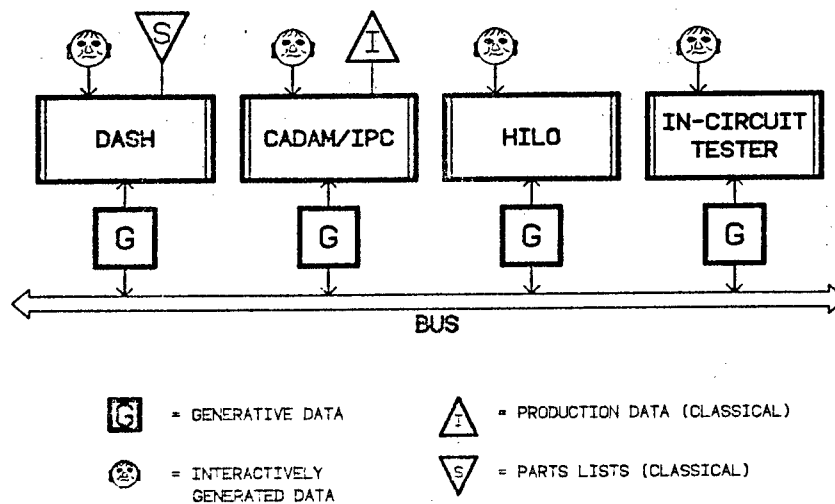 S
I
DASH
CADAM/IPC
HILO
IN-CIRCUIT
TESTER
G
G
G
G
BUS
G = GENERATIVE DATA
I = PRODUCTION DATA (CLASSICAL)
= INTERACTIVELY
GENERATED DATA
S = PARTS LISTS (CLASSICAL)